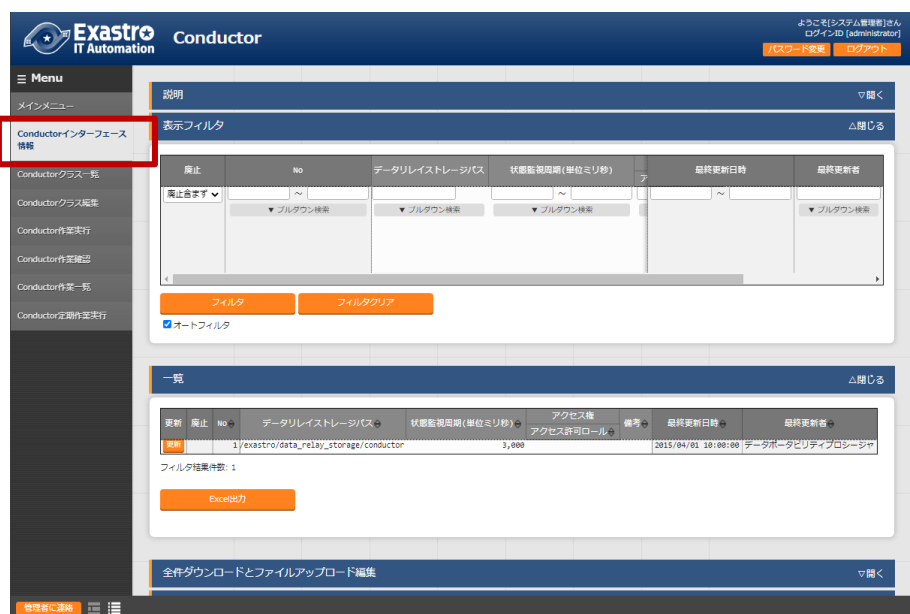 Exastro
IT Automation
Conductor
ようこそ[システム管理者]さん
ログインID [administrator]
パスワード変更
ログアウト
Menu
メインメニュー
Conductorインターフェース
情報
Conductorクラス一覧
Conductorクラス編集
Conductor作業実行
Conductor作業確認
Conductor作業一覧
Conductor定期作業実行
説明
▽開く
表示フィルタ
△閉じる
廃止
No
データリレイストレージパス
状態監視周期(単位ミリ秒)
ア
最終更新日時
最終更新者
廃止含まず
～
～
～
▼ プルダウン検索
▼ プルダウン検索
▼ プルダウン検索
▼ プルダウン検索
フィルタ
フィルタクリア
オートフィルタ
一覧
△閉じる
更新
廃止
No
データリレイストレージパス
状態監視周期(単位ミリ秒)
アクセス権
アクセス許可ロール
備考
最終更新日時
最終更新者
更新
1
/exastro/data_relay_storage/conductor
3,000
2015/04/01 10:00:00
データポータビリティプロシージャ
フィルタ結果件数: 1
Excel出力
全件ダウンロードとファイルアップロード編集
▽開く
管理者に連絡